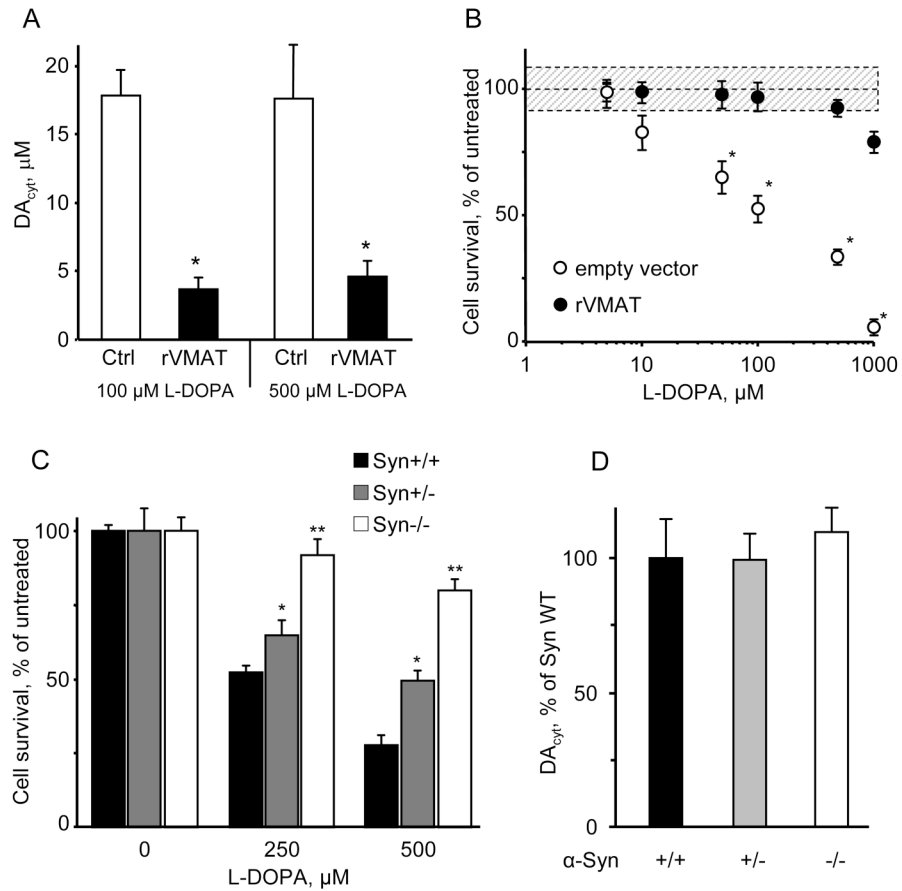 A
DA_cyt, μM
20
15
10
5
0
* *
Ctrl rVMAT Ctrl rVMAT
100 μM L-DOPA 500 μM L-DOPA
B
Cell survival, % of untreated
100
50
0
* * * *
empty vector
rVMAT
1 10 100 1000
L-DOPA, μM
C
Syn+/+
Syn+/-
Syn-/-
Cell survival, % of untreated
100
50
0
* ** * **
0 250 500
L-DOPA, μM
D
DA_cyt, % of Syn WT
100
50
0
α-Syn +/+ +/- -/-